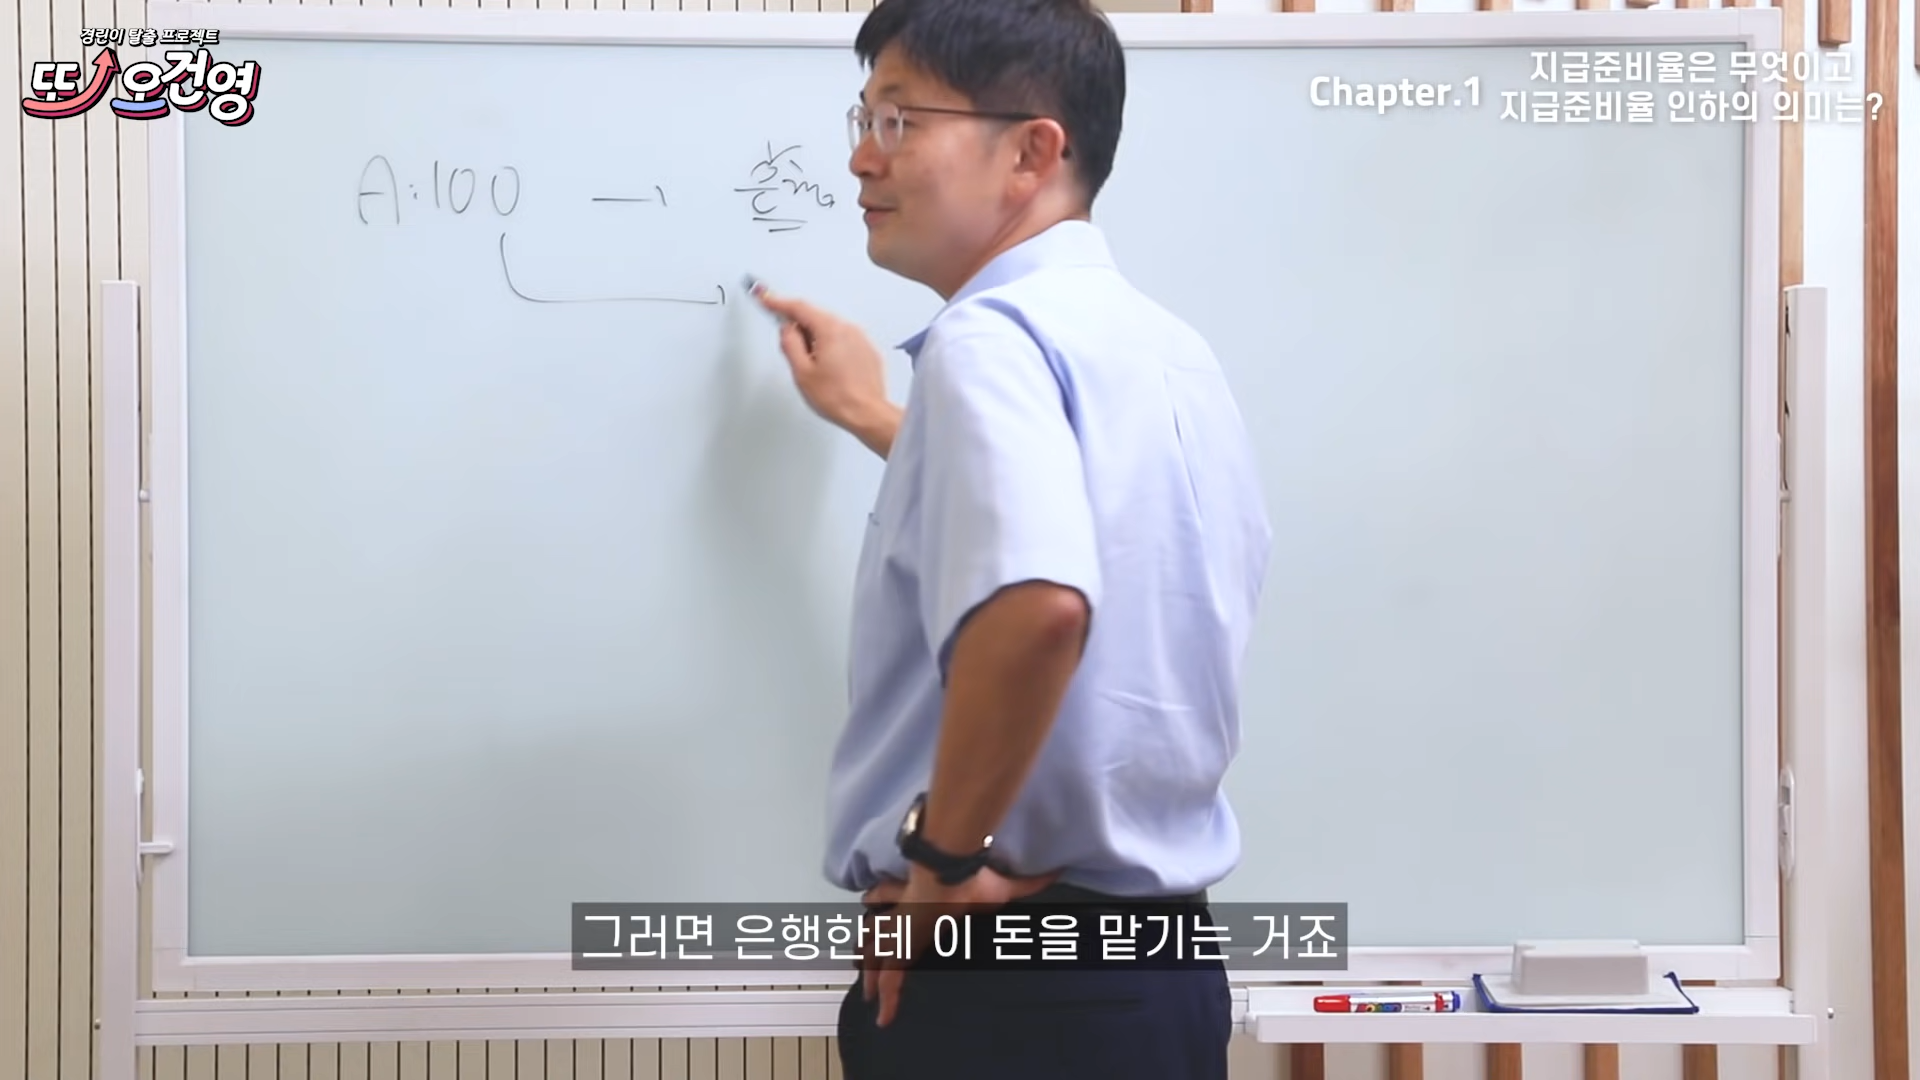 경린이 탈출 프로젝트
또 오건영
Chapter.1
지급준비율은 무엇이고
지급준비율 인하의 의미는?
A:100
그러면 은행한테 이 돈을 맡기는 거죠